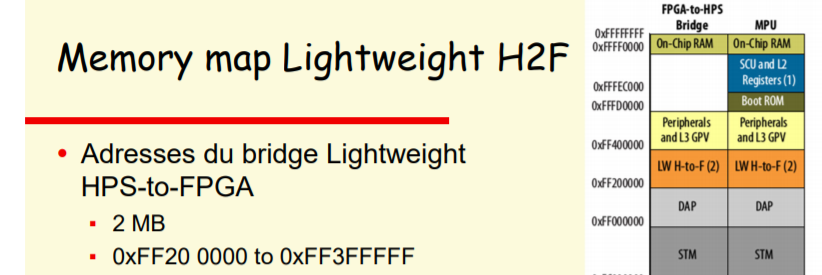 Memory map Lightweight H2F
• Adresses du bridge Lightweight
HPS-to-FPGA
▪ 2 MB
▪ 0xFF20 0000 to 0xFF3FFFFF
FPGA-to-HPS
Bridge MPU
0xFFFFFFFF
0xFFFF0000 On-Chip RAM On-Chip RAM
SCU and L2
Registers (1)
0xFFFEC000
Boot ROM
0xFFFD0000
Peripherals Peripherals
and L3 GPV and L3 GPV
0xFF400000
LW H-to-F (2) LW H-to-F (2)
0xFF200000
DAP DAP
0xFF000000
STM STM